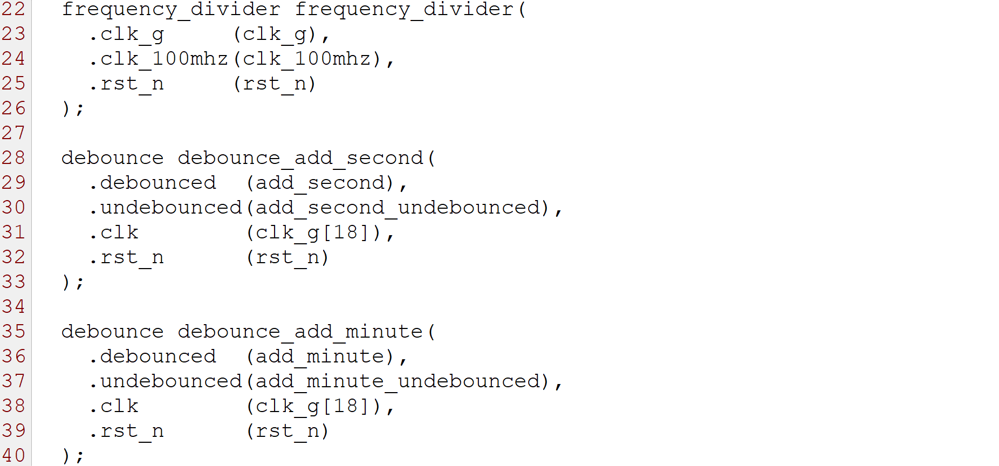 22 frequency_divider frequency_divider(
23 .clk_g (clk_g),
24 .clk_100mhz(clk_100mhz),
25 .rst_n (rst_n)
26 );
27
28 debounce debounce_add_second(
29 .debounced (add_second),
30 .undebounced(add_second_undebounced),
31 .clk (clk_g[18]),
32 .rst_n (rst_n)
33 );
34
35 debounce debounce_add_minute(
36 .debounced (add_minute),
37 .undebounced(add_minute_undebounced),
38 .clk (clk_g[18]),
39 .rst_n (rst_n)
40 );